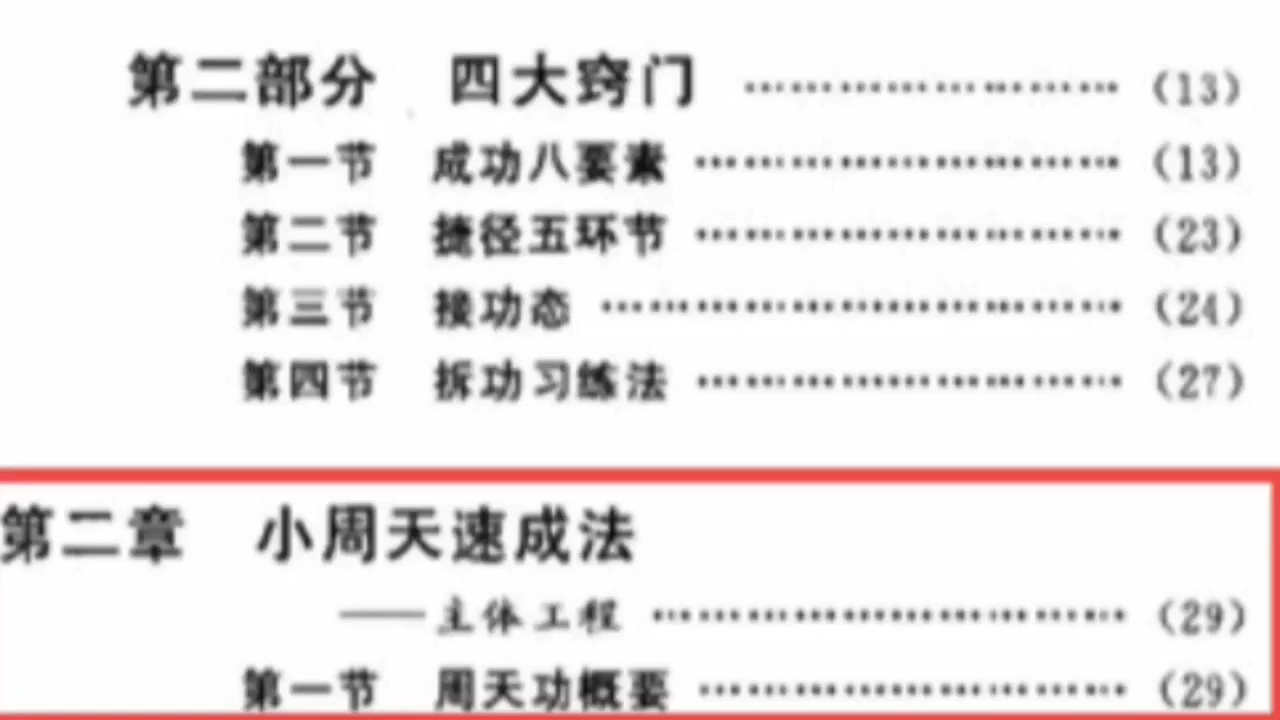 第二部分 四大窍门 ……………………（13）
第一节 成功八要素 ……………………（13）
第二节 捷径五环节 ……………………（23）
第三节 接功态 ……………………（24）
第四节 拆功习练法 ……………………（27）
第二章 小周天速成法
——主体工程 ……………………（29）
第一节 周天功概要 ……………………（29）